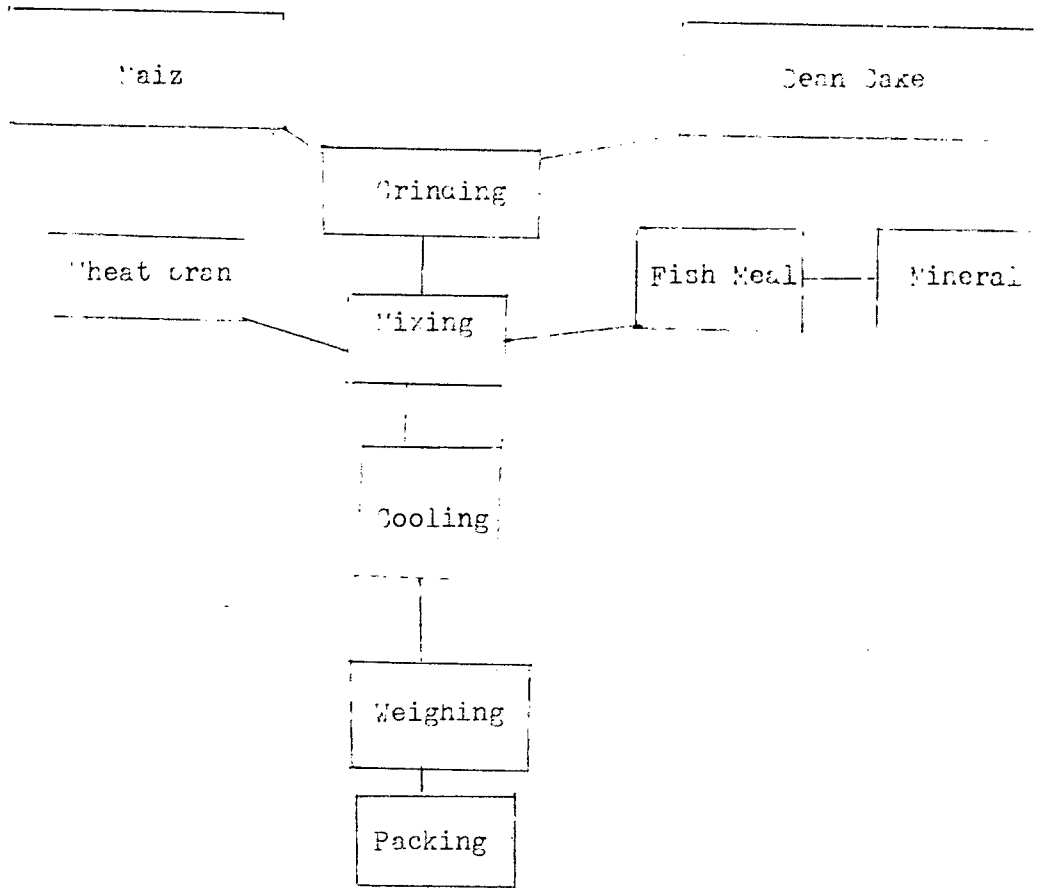 Maiz
Bean Cake
Grinding
Wheat bran
Fish Meal
Mineral
Mixing
Cooling
Weighing
Packing